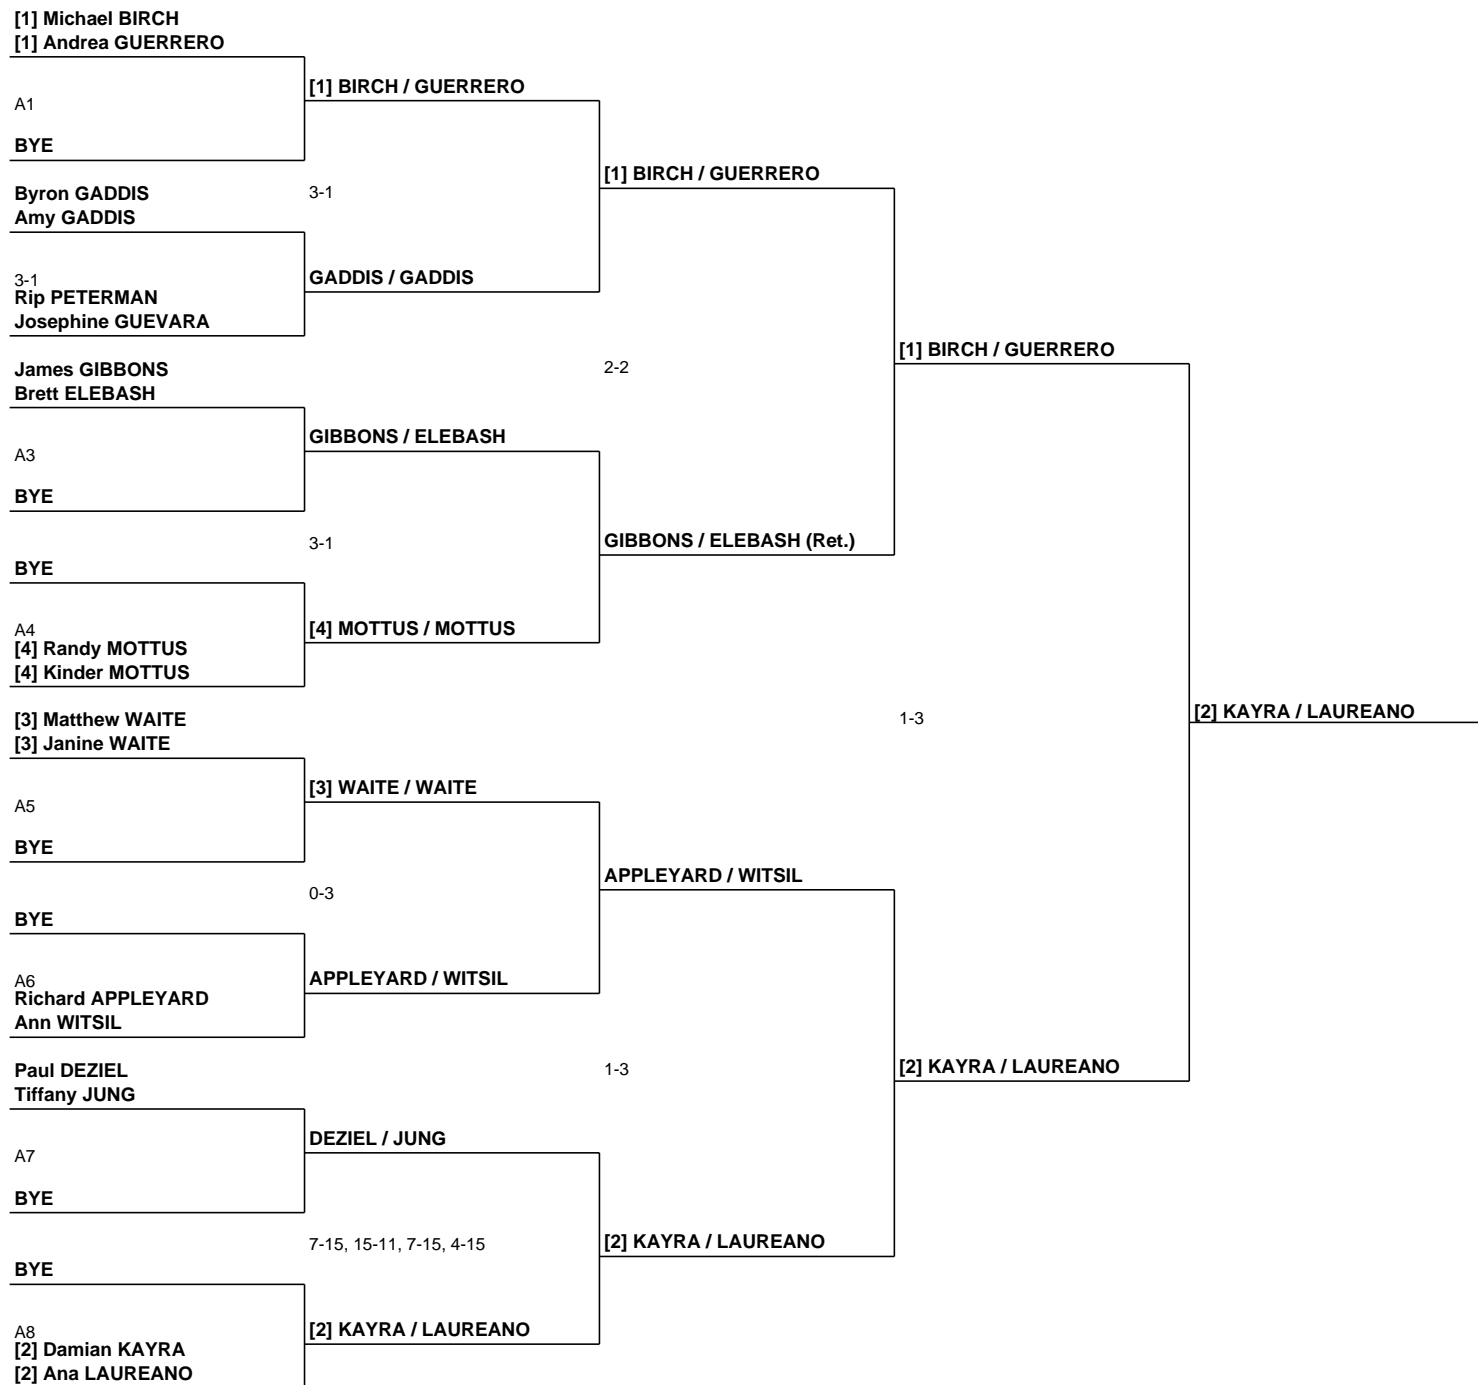 [1] Michael BIRCH
[1] Andrea GUERRERO
A1
BYE
Byron GADDIS
Amy GADDIS
3-1
Rip PETERMAN
Josephine GUEVARA
James GIBBONS
Brett ELEBASH
A3
BYE
BYE
A4
[4] Randy MOTTUS
[4] Kinder MOTTUS
[3] Matthew WAITE
[3] Janine WAITE
A5
BYE
BYE
A6
Richard APPLEYARD
Ann WITSIL
Paul DEZIEL
Tiffany JUNG
A7
BYE
BYE
A8
[2] Damian KAYRA
[2] Ana LAUREANO
[1] BIRCH / GUERRERO
3-1
GADDIS / GADDIS
GIBBONS / ELEBASH
3-1
[4] MOTTUS / MOTTUS
[3] WAITE / WAITE
0-3
APPLEYARD / WITSIL
DEZIEL / JUNG
7-15, 15-11, 7-15, 4-15
[2] KAYRA / LAUREANO
[1] BIRCH / GUERRERO
2-2
GIBBONS / ELEBASH (Ret.)
APPLEYARD / WITSIL
1-3
[2] KAYRA / LAUREANO
[1] BIRCH / GUERRERO
1-3
[2] KAYRA / LAUREANO
[2] KAYRA / LAUREANO